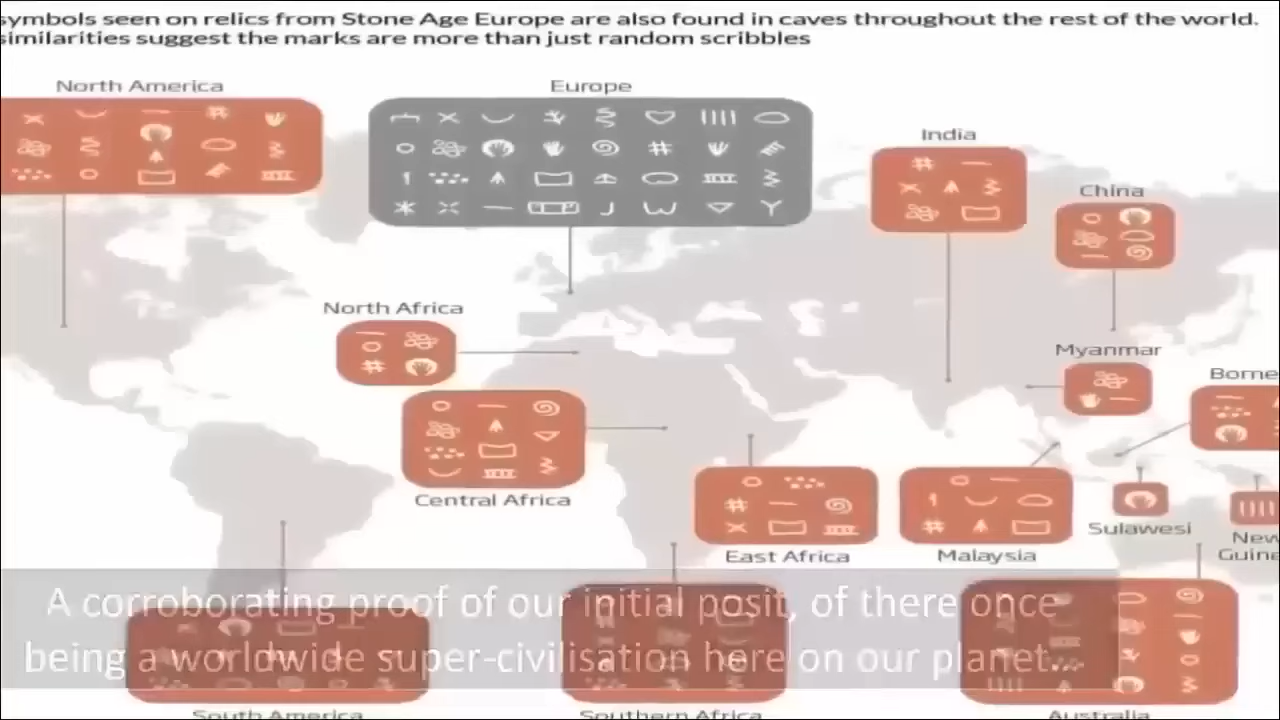 symbols seen on relics from Stone Age Europe are also found in caves throughout the rest of the world.
similarities suggest the marks are more than just random scribbles
North America
Europe
India
China
North Africa
Myanmar
Borne
Central Africa
East Africa
Malaysia
Sulawesi
New
Guine
A corroborating proof of our initial posit, of there once
being a worldwide super-civilisation here on our planet...
South America
Southern Africa
Australia